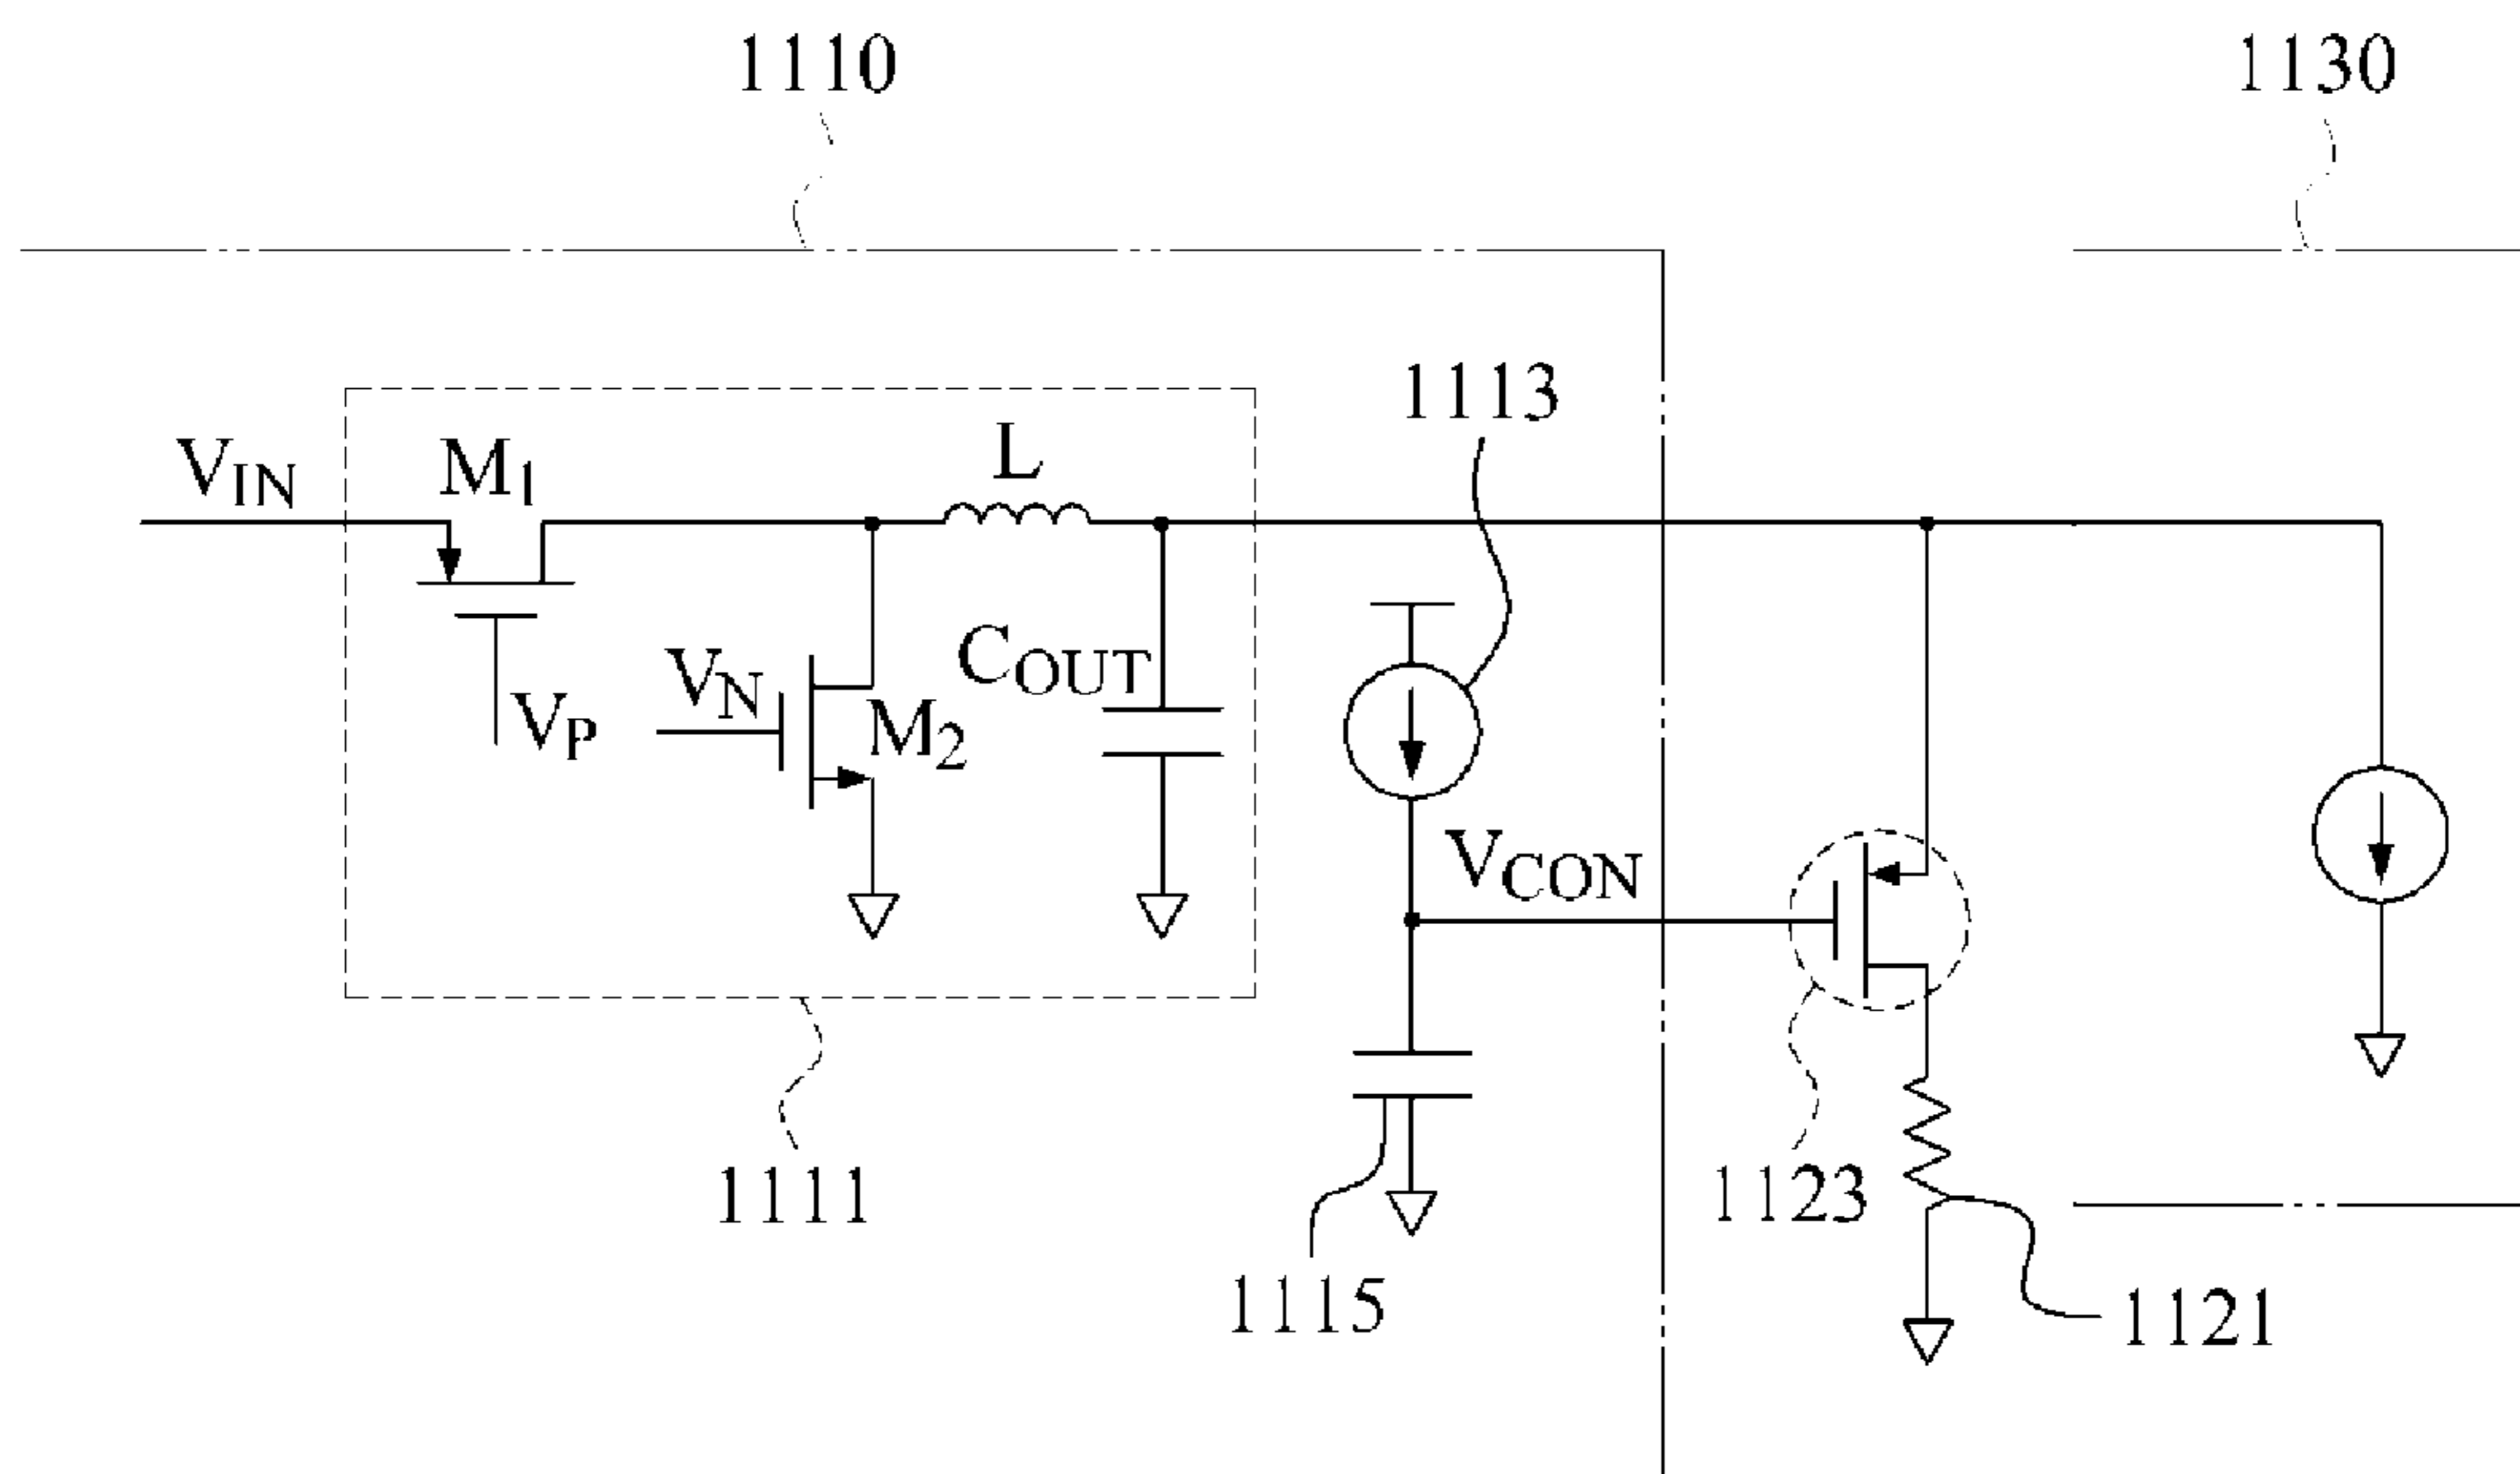 1110
1130
1113
V_IN
M_1
L
V_P
V_N
M_2
C_OUT
V_CON
1111
1115
1123
1121